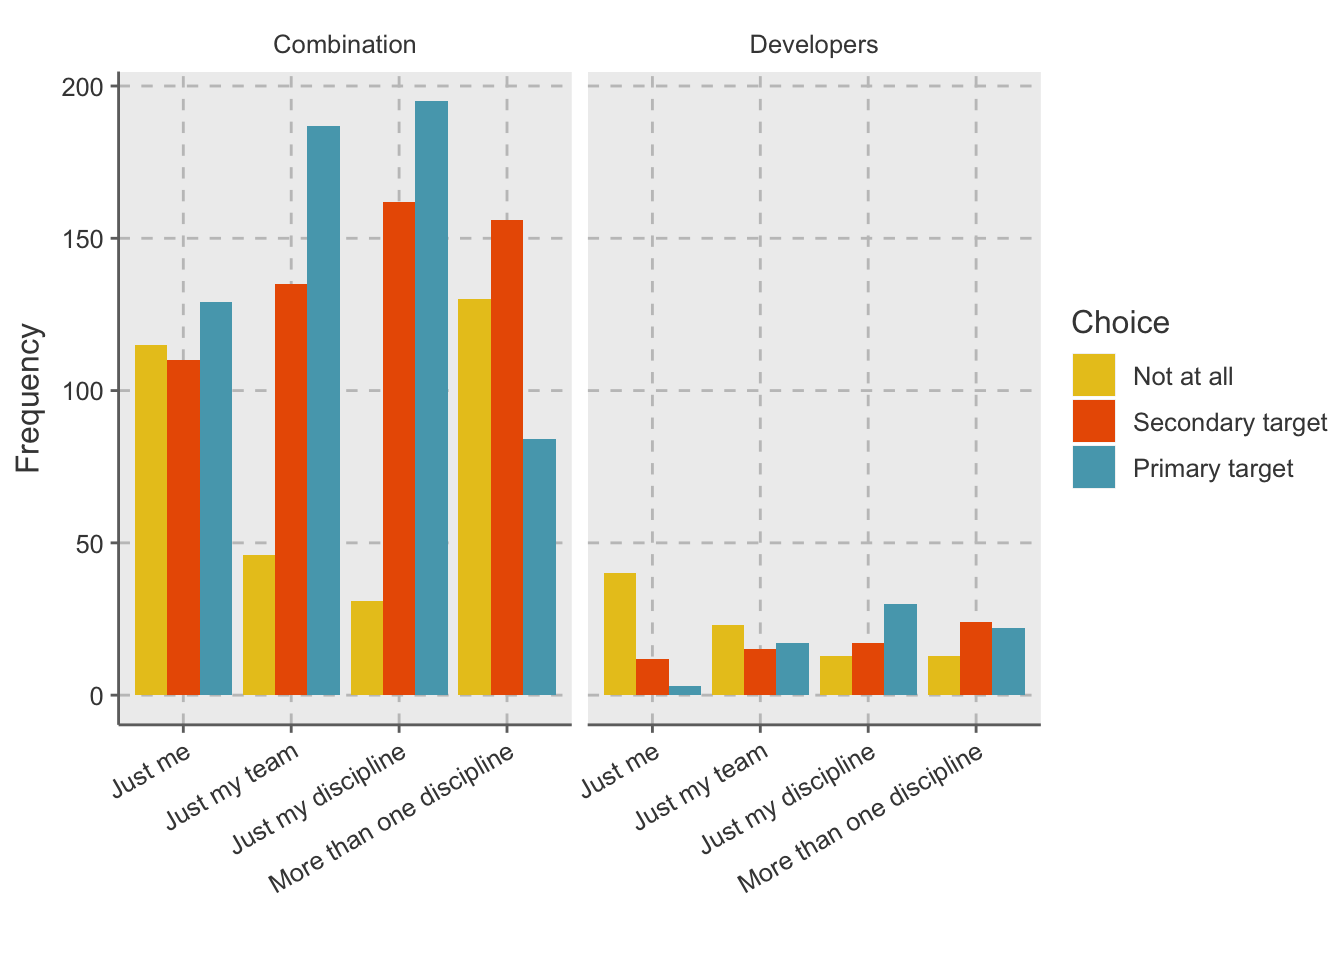 Combination
Developers
200
150
100
50
0
Frequency
Just me
Just my team
Just my discipline
More than one discipline
Just me
Just my team
Just my discipline
More than one discipline
Choice
Not at all
Secondary target
Primary target